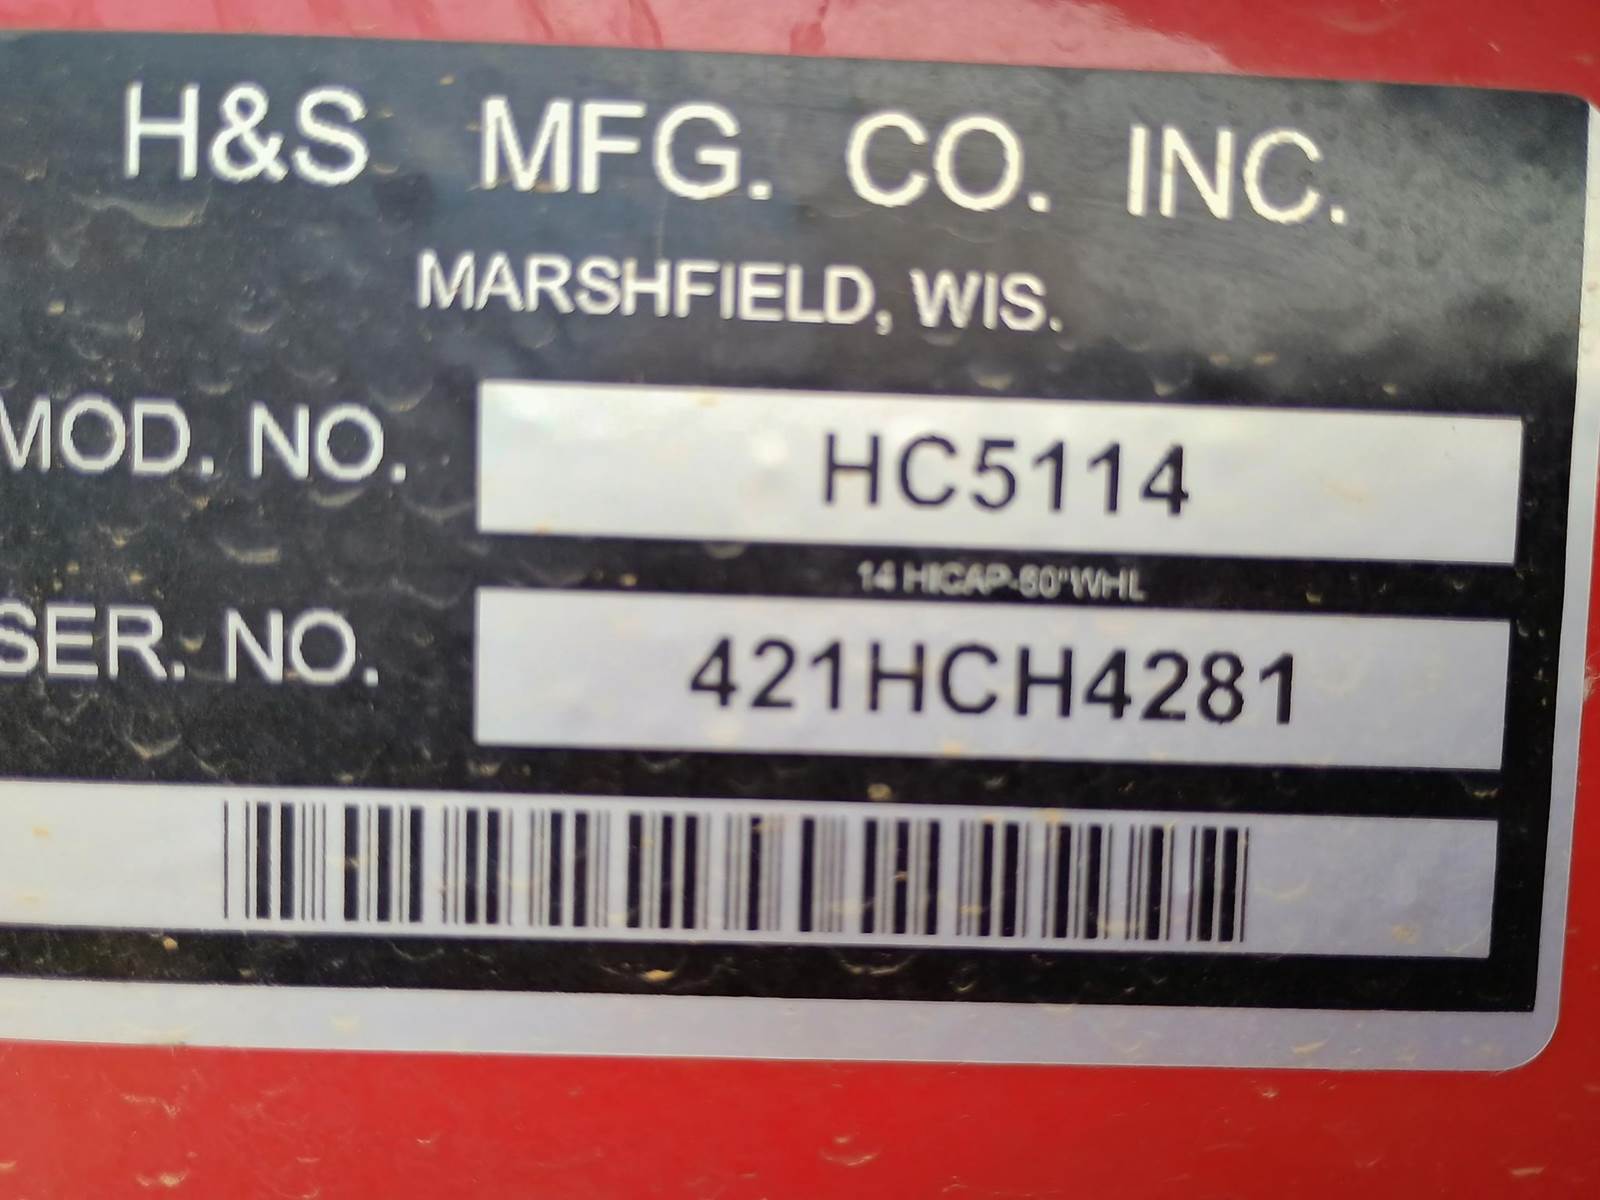 H&S MFG. CO. INC.
MARSHFIELD, WIS.
MOD. NO. HC5114
14 HICAP-60"WHL
SER. NO. 421HCH4281